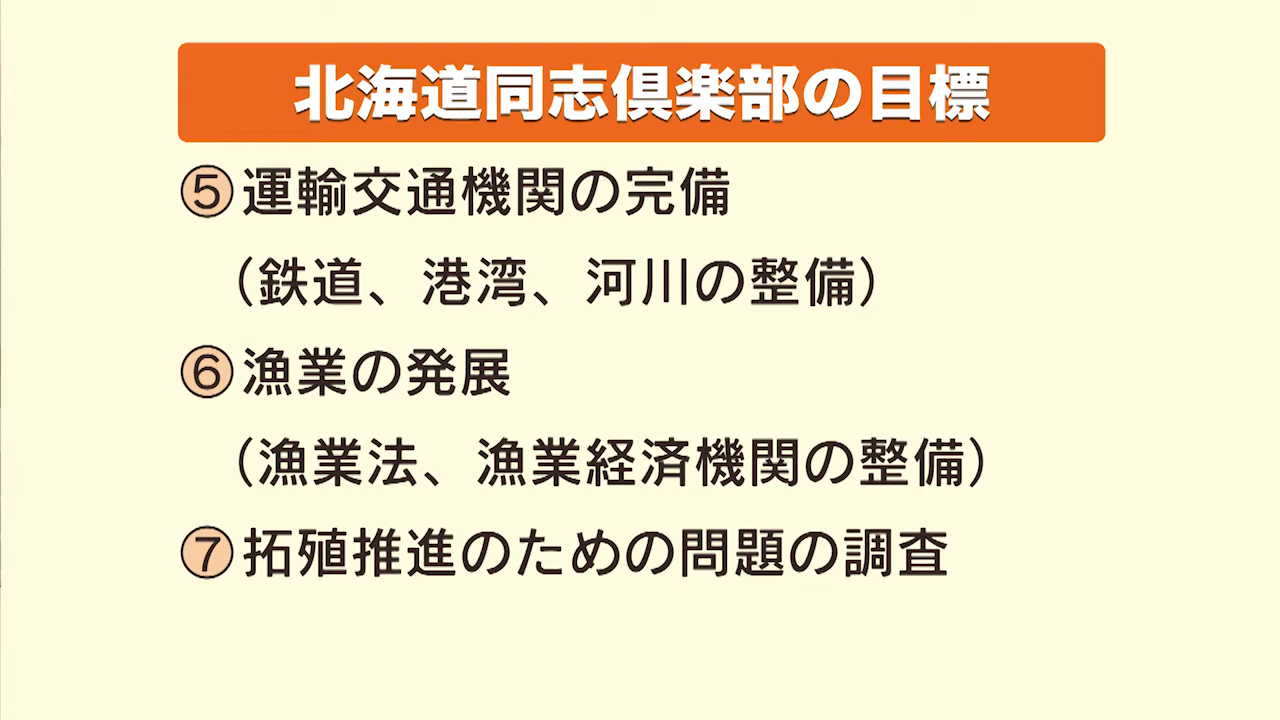 北海道同志倶楽部の目標
⑤運輸交通機関の完備
（鉄道、港湾、河川の整備）
⑥漁業の発展
（漁業法、漁業経済機関の整備）
⑦拓殖推進のための問題の調査